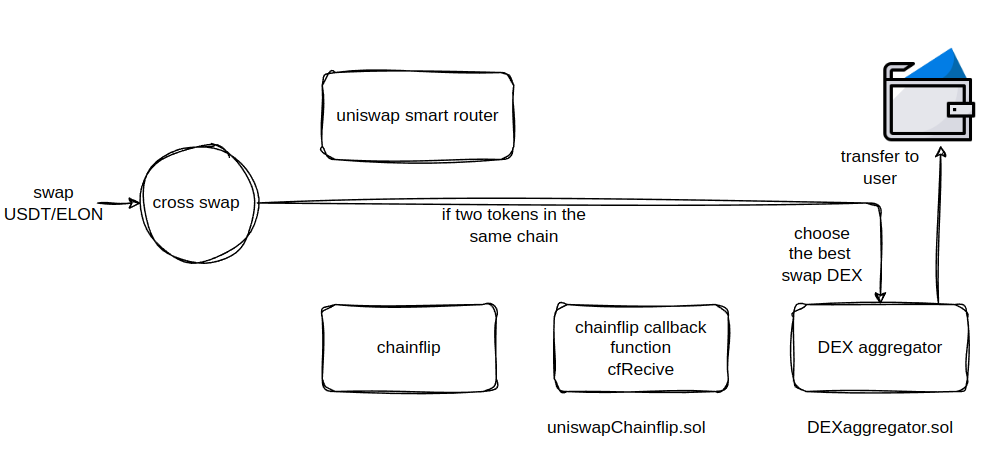 uniswap smart router
transfer to
user
swap
USDT/ELON
cross swap
if two tokens in the
same chain
choose
the best
swap DEX
chainflip
chainflip callback
function
cfRecive
DEX aggregator
uniswapChainflip.sol
DEXaggregator.sol